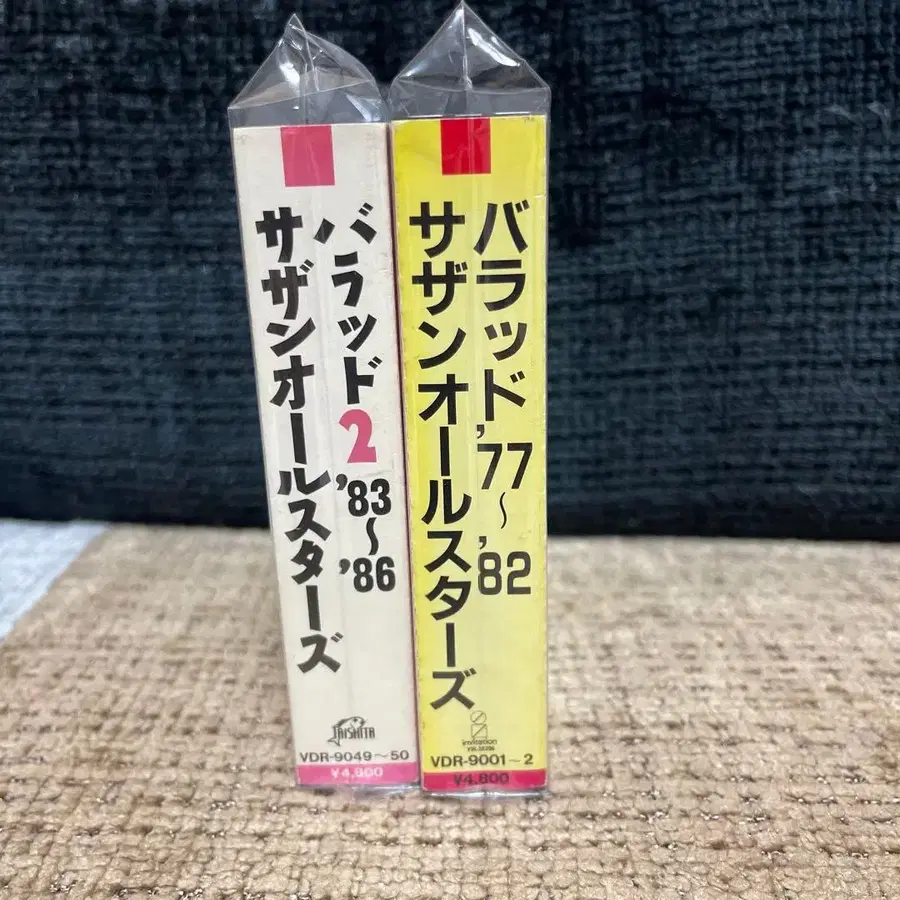 バラッド2 '83〜'86
サザンオールスターズ
TAISHITA
VDR-9049〜50
¥4,800
バラッド '77〜'82
サザンオールスターズ
invitation
VDR-9001〜2
¥4,800